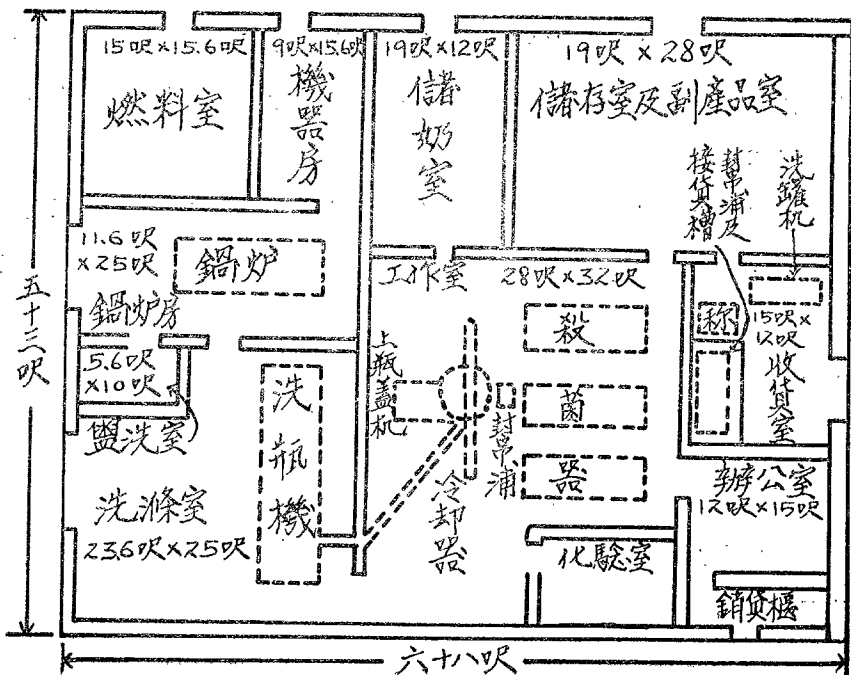 15呎×15.6呎
燃料室
9呎×15.6呎
機器房
19呎×12呎
儲奶室
19呎×28呎
儲存室及副產品室
幫浦及
接貨槽
洗罐机
11.6呎
×25呎
鍋炉
鍋炉房
工作室 28呎×32呎
殺
菌
器
称
15呎×
12呎
收貨室
5.6呎
×10呎
盥洗室
洗瓶機
上瓶蓋机
幫浦
冷却器
洗滌室
23.6呎×25呎
化驗室
辦公室
12呎×15呎
銷貨櫃
五十三呎
六十八呎